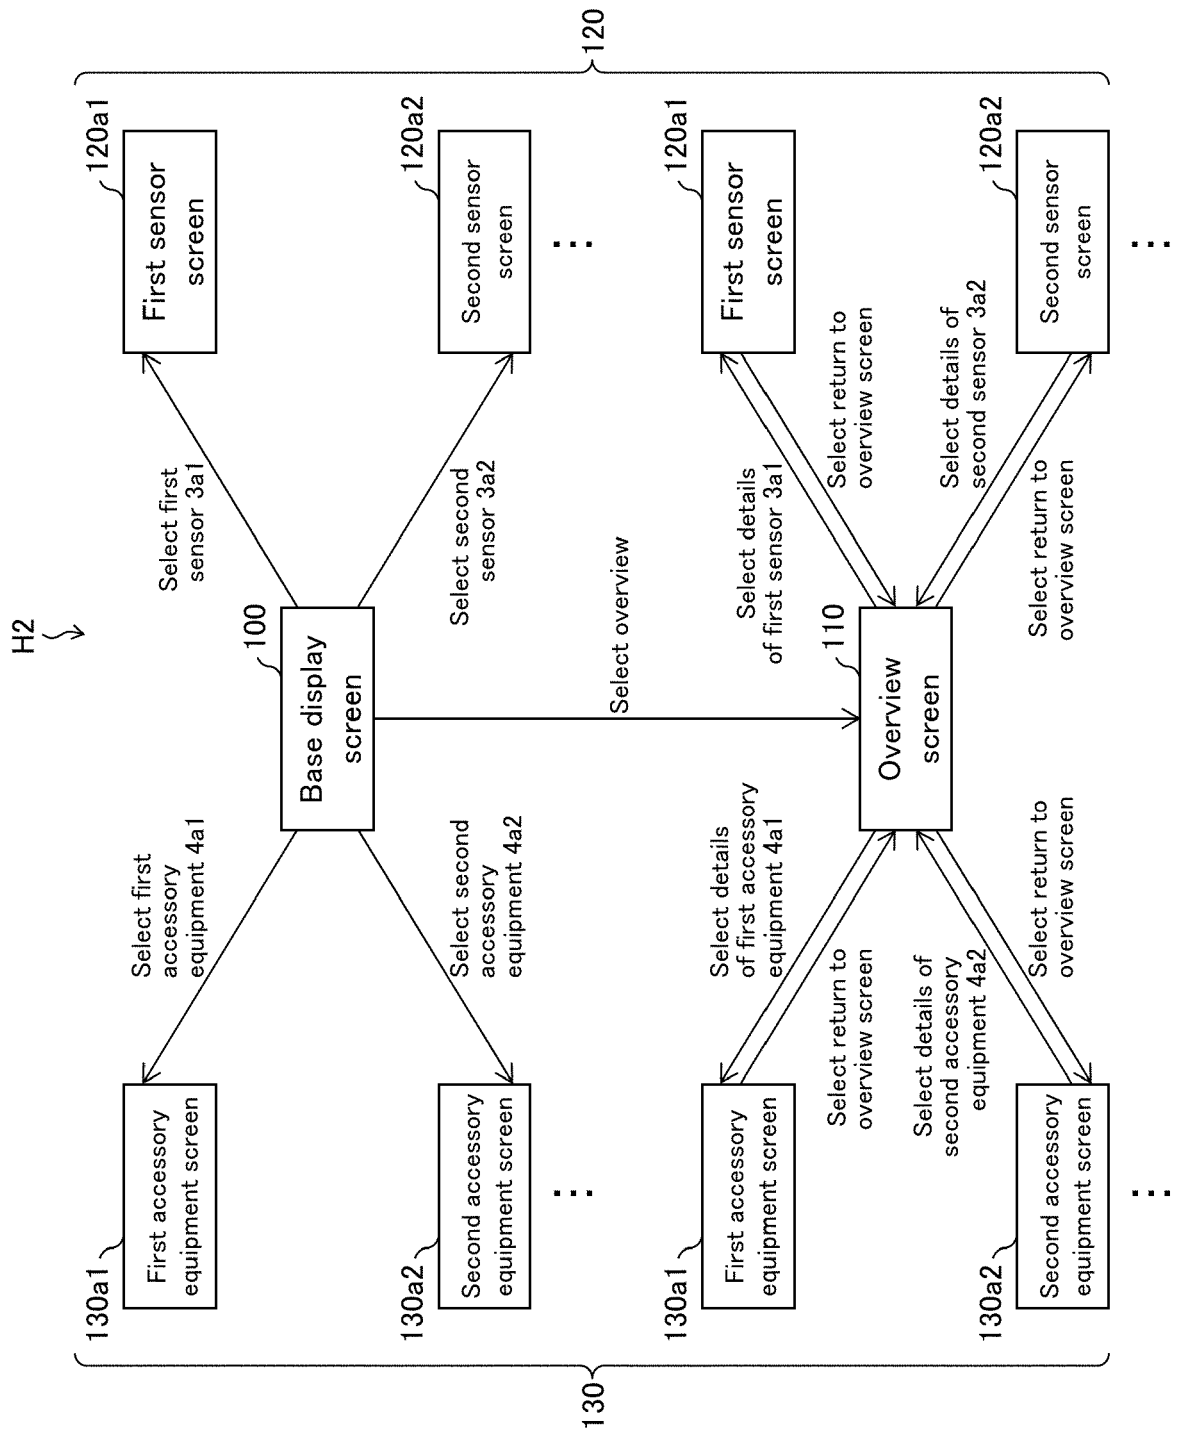 H2
130
120
130a1
First accessory
equipment screen
Select first
accessory
equipment 4a1
100
Base display
screen
Select first
sensor 3a1
120a1
First sensor
screen
130a2
Second accessory
equipment screen
Select second
accessory
equipment 4a2
Select second
sensor 3a2
120a2
Second sensor
screen
...
...
Select overview
130a1
First accessory
equipment screen
Select details
of first accessory
equipment 4a1
Select return to
overview screen
110
Overview
screen
Select details
of first sensor 3a1
Select return to
overview screen
120a1
First sensor
screen
130a2
Second accessory
equipment screen
Select details of
second accessory
equipment 4a2
Select return to
overview screen
Select details of
second sensor 3a2
Select return to
overview screen
120a2
Second sensor
screen
...
...